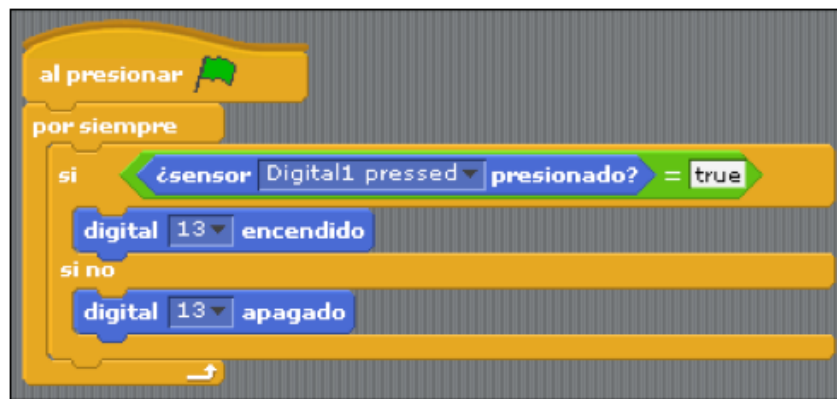 al presionar
por siempre
si ¿sensor Digital1 pressed presionado? = true
digital 13 encendido
si no
digital 13 apagado